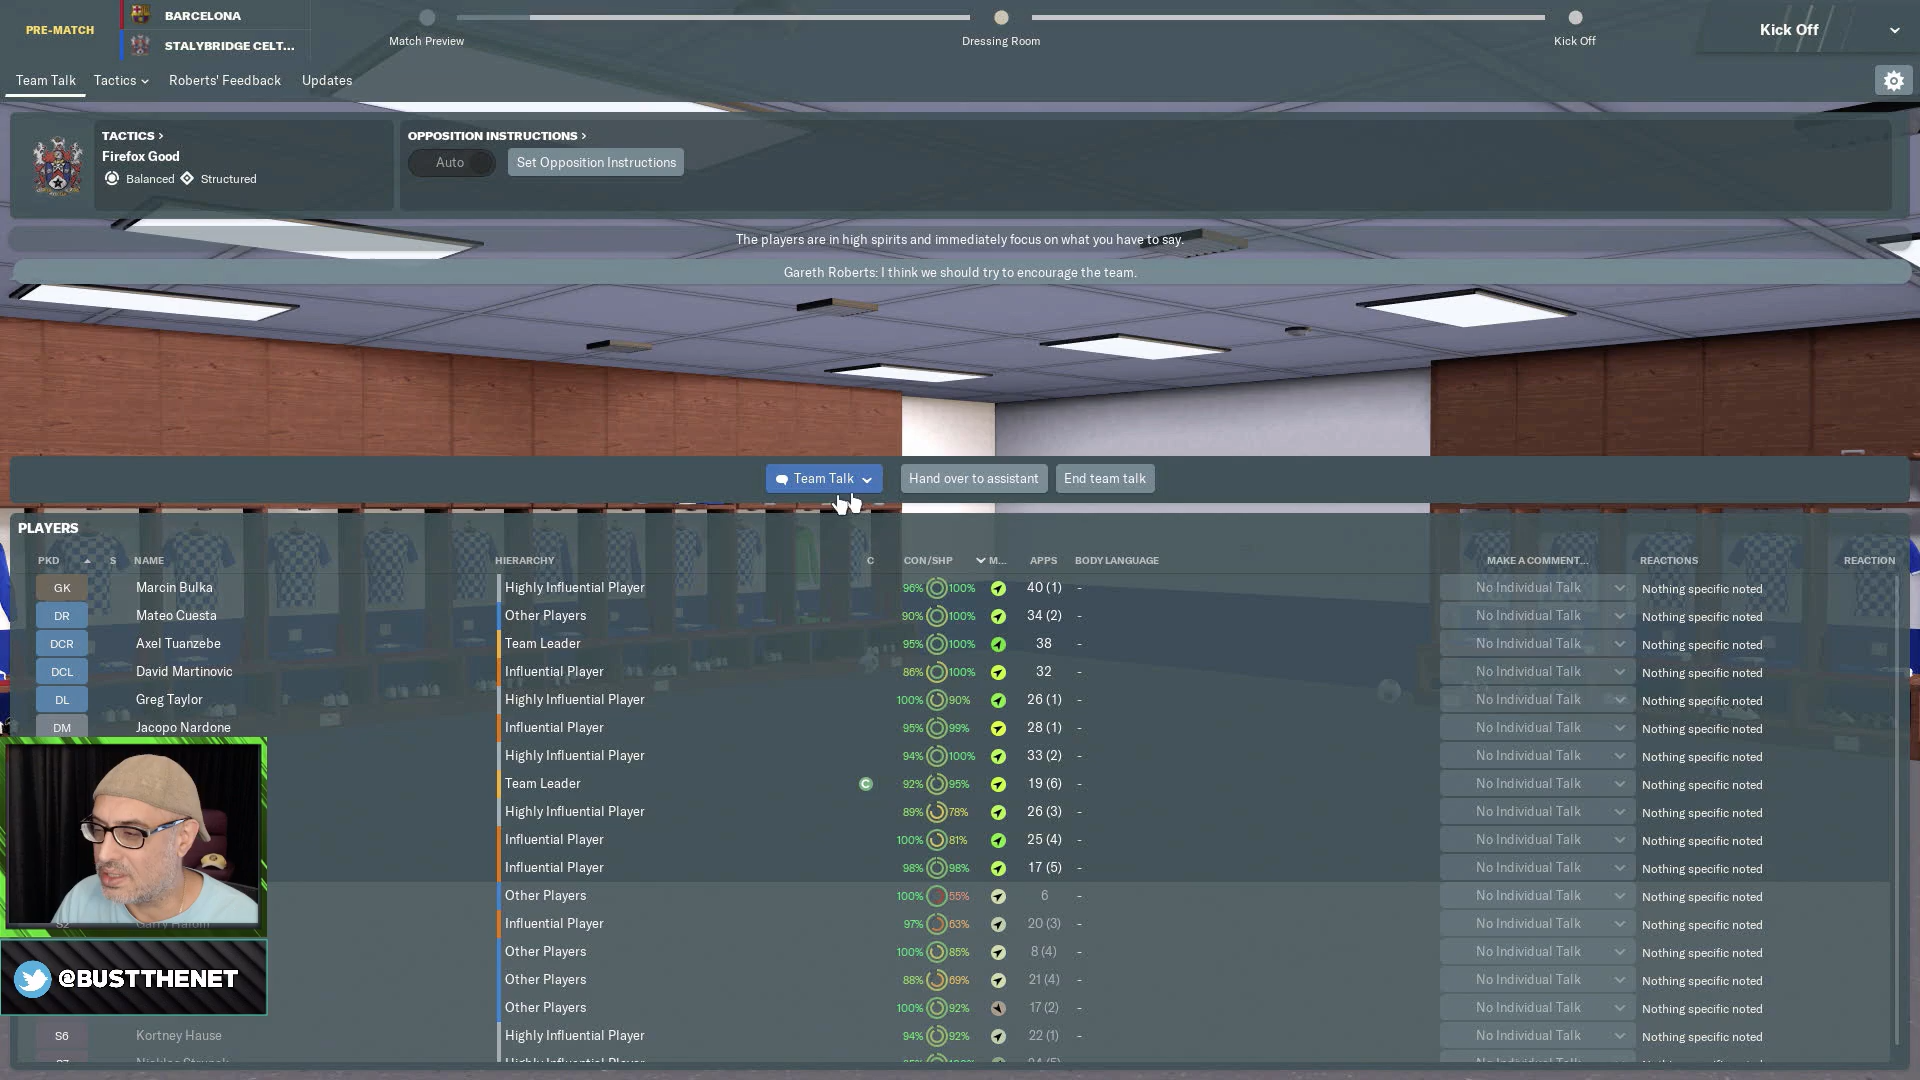 PRE-MATCH
BARCELONA
STALYBRIDGE CELT...
Match Preview
Dressing Room
Kick Off
Kick Off
Team Talk
Tactics
Roberts' Feedback
Updates
TACTICS >
Firefox Good
Balanced
Structured
OPPOSITION INSTRUCTIONS >
Auto
Set Opposition Instructions
The players are in high spirits and immediately focus on what you have to say.
Gareth Roberts: I think we should try to encourage the team.
Team Talk
Hand over to assistant
End team talk
PLAYERS
PKD S NAME HIERARCHY C CON/SHP M... APPS BODY LANGUAGE MAKE A COMMENT... REACTIONS REACTION
GK Marcin Bulka Highly Influential Player 96% 100% 40 (1) - No Individual Talk Nothing specific noted
DR Mateo Cuesta Other Players 90% 100% 34 (2) - No Individual Talk Nothing specific noted
DCR Axel Tuanzebe Team Leader 95% 100% 38 - No Individual Talk Nothing specific noted
DCL David Martinovic Influential Player 86% 100% 32 - No Individual Talk Nothing specific noted
DL Greg Taylor Highly Influential Player 100% 90% 26 (1) - No Individual Talk Nothing specific noted
DM Jacopo Nardone Influential Player 95% 99% 28 (1) - No Individual Talk Nothing specific noted
Highly Influential Player 94% 100% 33 (2) - No Individual Talk Nothing specific noted
Team Leader C 92% 95% 19 (6) - No Individual Talk Nothing specific noted
Highly Influential Player 89% 78% 26 (3) - No Individual Talk Nothing specific noted
Influential Player 100% 81% 25 (4) - No Individual Talk Nothing specific noted
Influential Player 98% 98% 17 (5) - No Individual Talk Nothing specific noted
Other Players 100% 55% 6 - No Individual Talk Nothing specific noted
Influential Player 97% 63% 20 (3) - No Individual Talk Nothing specific noted
Other Players 100% 85% 8 (4) - No Individual Talk Nothing specific noted
Other Players 88% 69% 21 (4) - No Individual Talk Nothing specific noted
Other Players 100% 92% 17 (2) - No Individual Talk Nothing specific noted
S6 Kortney Hause Highly Influential Player 94% 92% 22 (1) - No Individual Talk Nothing specific noted
@BUSTTHENET